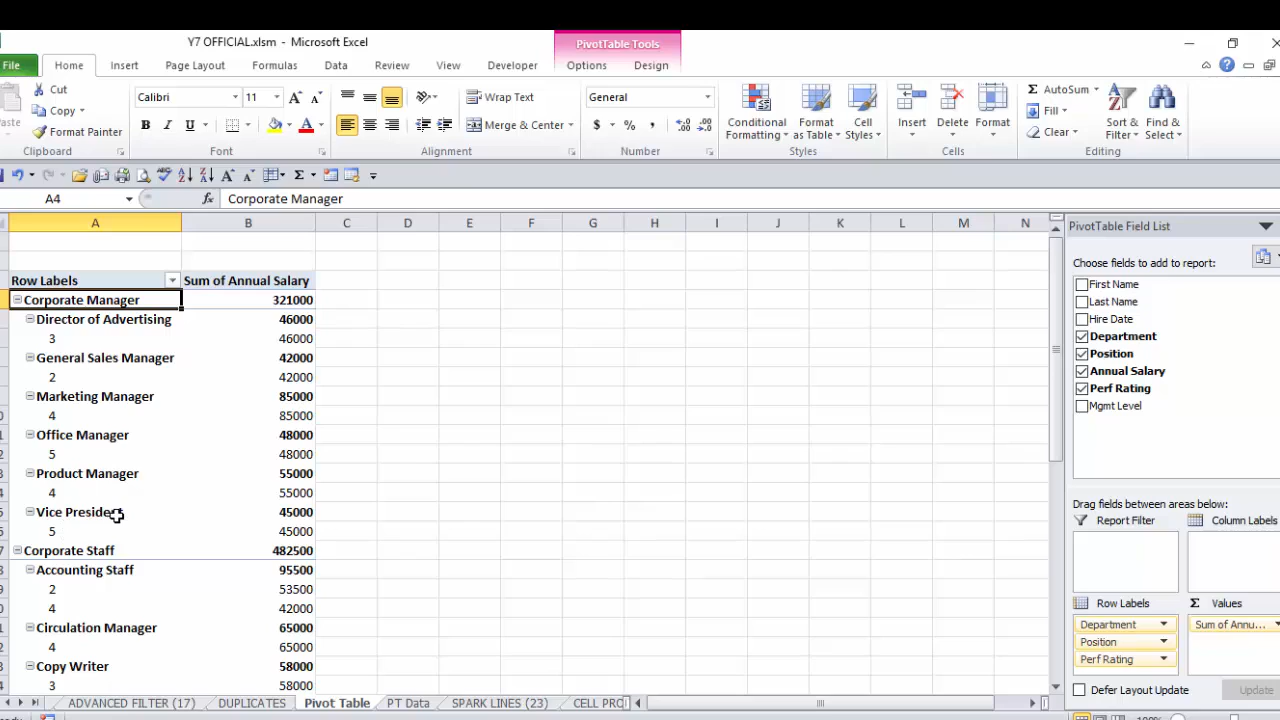 Y7 OFFICIAL.xlsm - Microsoft Excel
PivotTable Tools
File Home Insert Page Layout Formulas Data Review View Developer Options Design
Cut
Copy
Format Painter
Paste
Clipboard
Calibri 11
B I U A
Font
Wrap Text
Merge & Center
Alignment
General
$ % ,
Number
Conditional Formatting
Format as Table
Cell Styles
Styles
Insert
Delete
Format
Cells
Σ AutoSum
Fill
Clear
Sort & Filter
Find & Select
Editing
A4 fx Corporate Manager
A B C D E F G H I J K L M N
Row Labels Sum of Annual Salary
Corporate Manager 321000
Director of Advertising 46000
3 46000
General Sales Manager 42000
2 42000
Marketing Manager 85000
4 85000
Office Manager 48000
5 48000
Product Manager 55000
4 55000
Vice President 45000
5 45000
Corporate Staff 482500
Accounting Staff 95500
2 53500
4 42000
Circulation Manager 65000
4 65000
Copy Writer 58000
3 58000
PivotTable Field List
Choose fields to add to report:
First Name
Last Name
Hire Date
Department
Position
Annual Salary
Perf Rating
Mgmt Level
Drag fields between areas below:
Report Filter
Column Labels
Row Labels
Σ Values
Department
Position
Perf Rating
Sum of Annu...
Defer Layout Update
Update
ADVANCED FILTER (17) DUPLICATES Pivot Table PT Data SPARK LINES (23) CELL PRO
100%